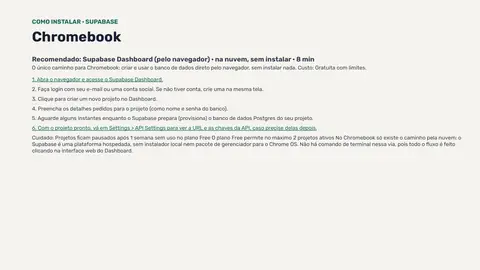 COMO INSTALAR · SUPABASE
Chromebook
Recomendado: Supabase Dashboard (pelo navegador) · na nuvem, sem instalar · 8 min
O único caminho para Chromebook: criar e usar o banco de dados direto pelo navegador, sem instalar nada. Custo: Gratuita com limites.
1. Abra o navegador e acesse o Supabase Dashboard.
2. Faça login com seu e-mail ou uma conta social. Se não tiver conta, crie uma na mesma tela.
3. Clique para criar um novo projeto no Dashboard.
4. Preencha os detalhes pedidos para o projeto (como nome e senha do banco).
5. Aguarde alguns instantes enquanto o Supabase prepara (provisiona) o banco de dados Postgres do seu projeto.
6. Com o projeto pronto, vá em Settings > API Settings para ver a URL e as chaves da API, caso precise delas depois.
Cuidado: Projetos ficam pausados após 1 semana sem uso no plano Free O plano Free permite no máximo 2 projetos ativos No Chromebook só existe o caminho pela nuvem: o
Supabase é uma plataforma hospedada, sem instalador local nem pacote de gerenciador para o Chrome OS. Não há comando de terminal nessa via, pois todo o fluxo é feito
clicando na interface web do Dashboard.